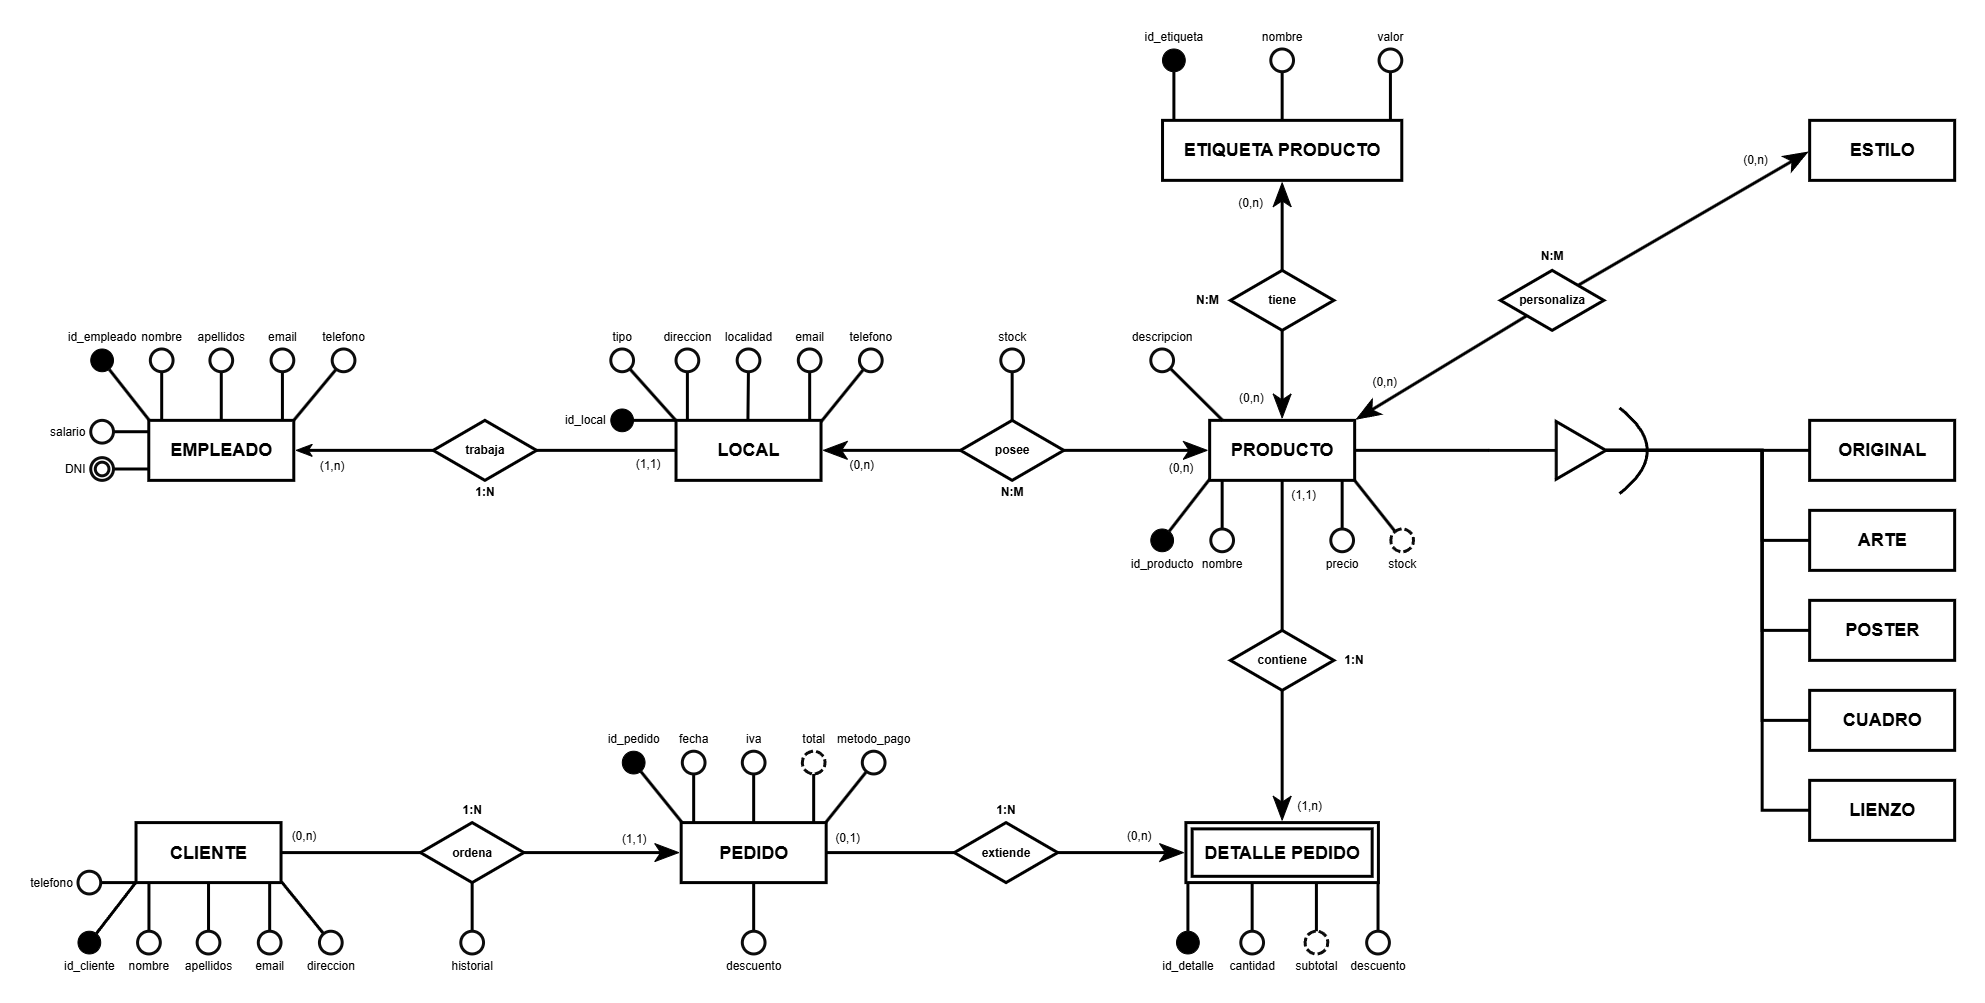 id_etiqueta nombre valor
ETIQUETA PRODUCTO
ESTILO
(0,n)
(0,n)
N:M
N:M
tiene
personaliza
id_empleado nombre apellidos email telefono
tipo direccion localidad email telefono
stock
descripcion
(0,n)
(0,n)
id_local
salario
DNI
EMPLEADO
(1,n)
trabaja
1:N
(1,1)
LOCAL
(0,n)
posee
N:M
(0,n)
PRODUCTO
(1,1)
ORIGINAL
id_producto nombre precio stock
ARTE
POSTER
contiene
1:N
CUADRO
LIENZO
id_pedido fecha iva total metodo_pago
(1,n)
CLIENTE
(0,n)
1:N
ordena
(1,1)
PEDIDO
(0,1)
1:N
extiende
(0,n)
DETALLE PEDIDO
telefono
id_cliente nombre apellidos email direccion
historial
descuento
id_detalle cantidad subtotal descuento